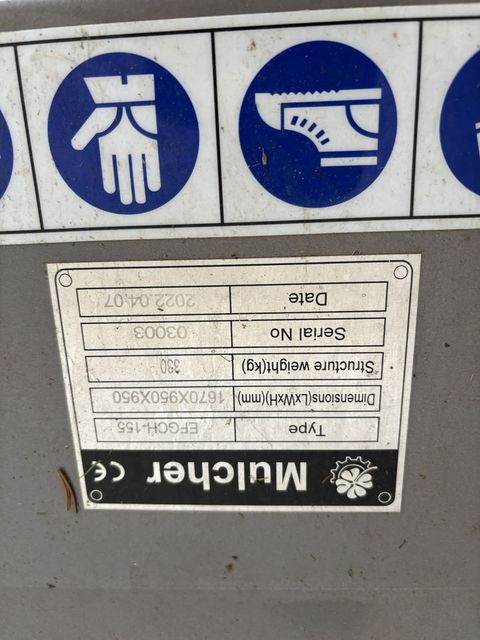 Mulcher CE
Type EFGCH-155
Dimensions(LxWxH)(mm) 1670X950X950
Structure weight(kg) 330
Serial No 03003
Date 2022.04.07